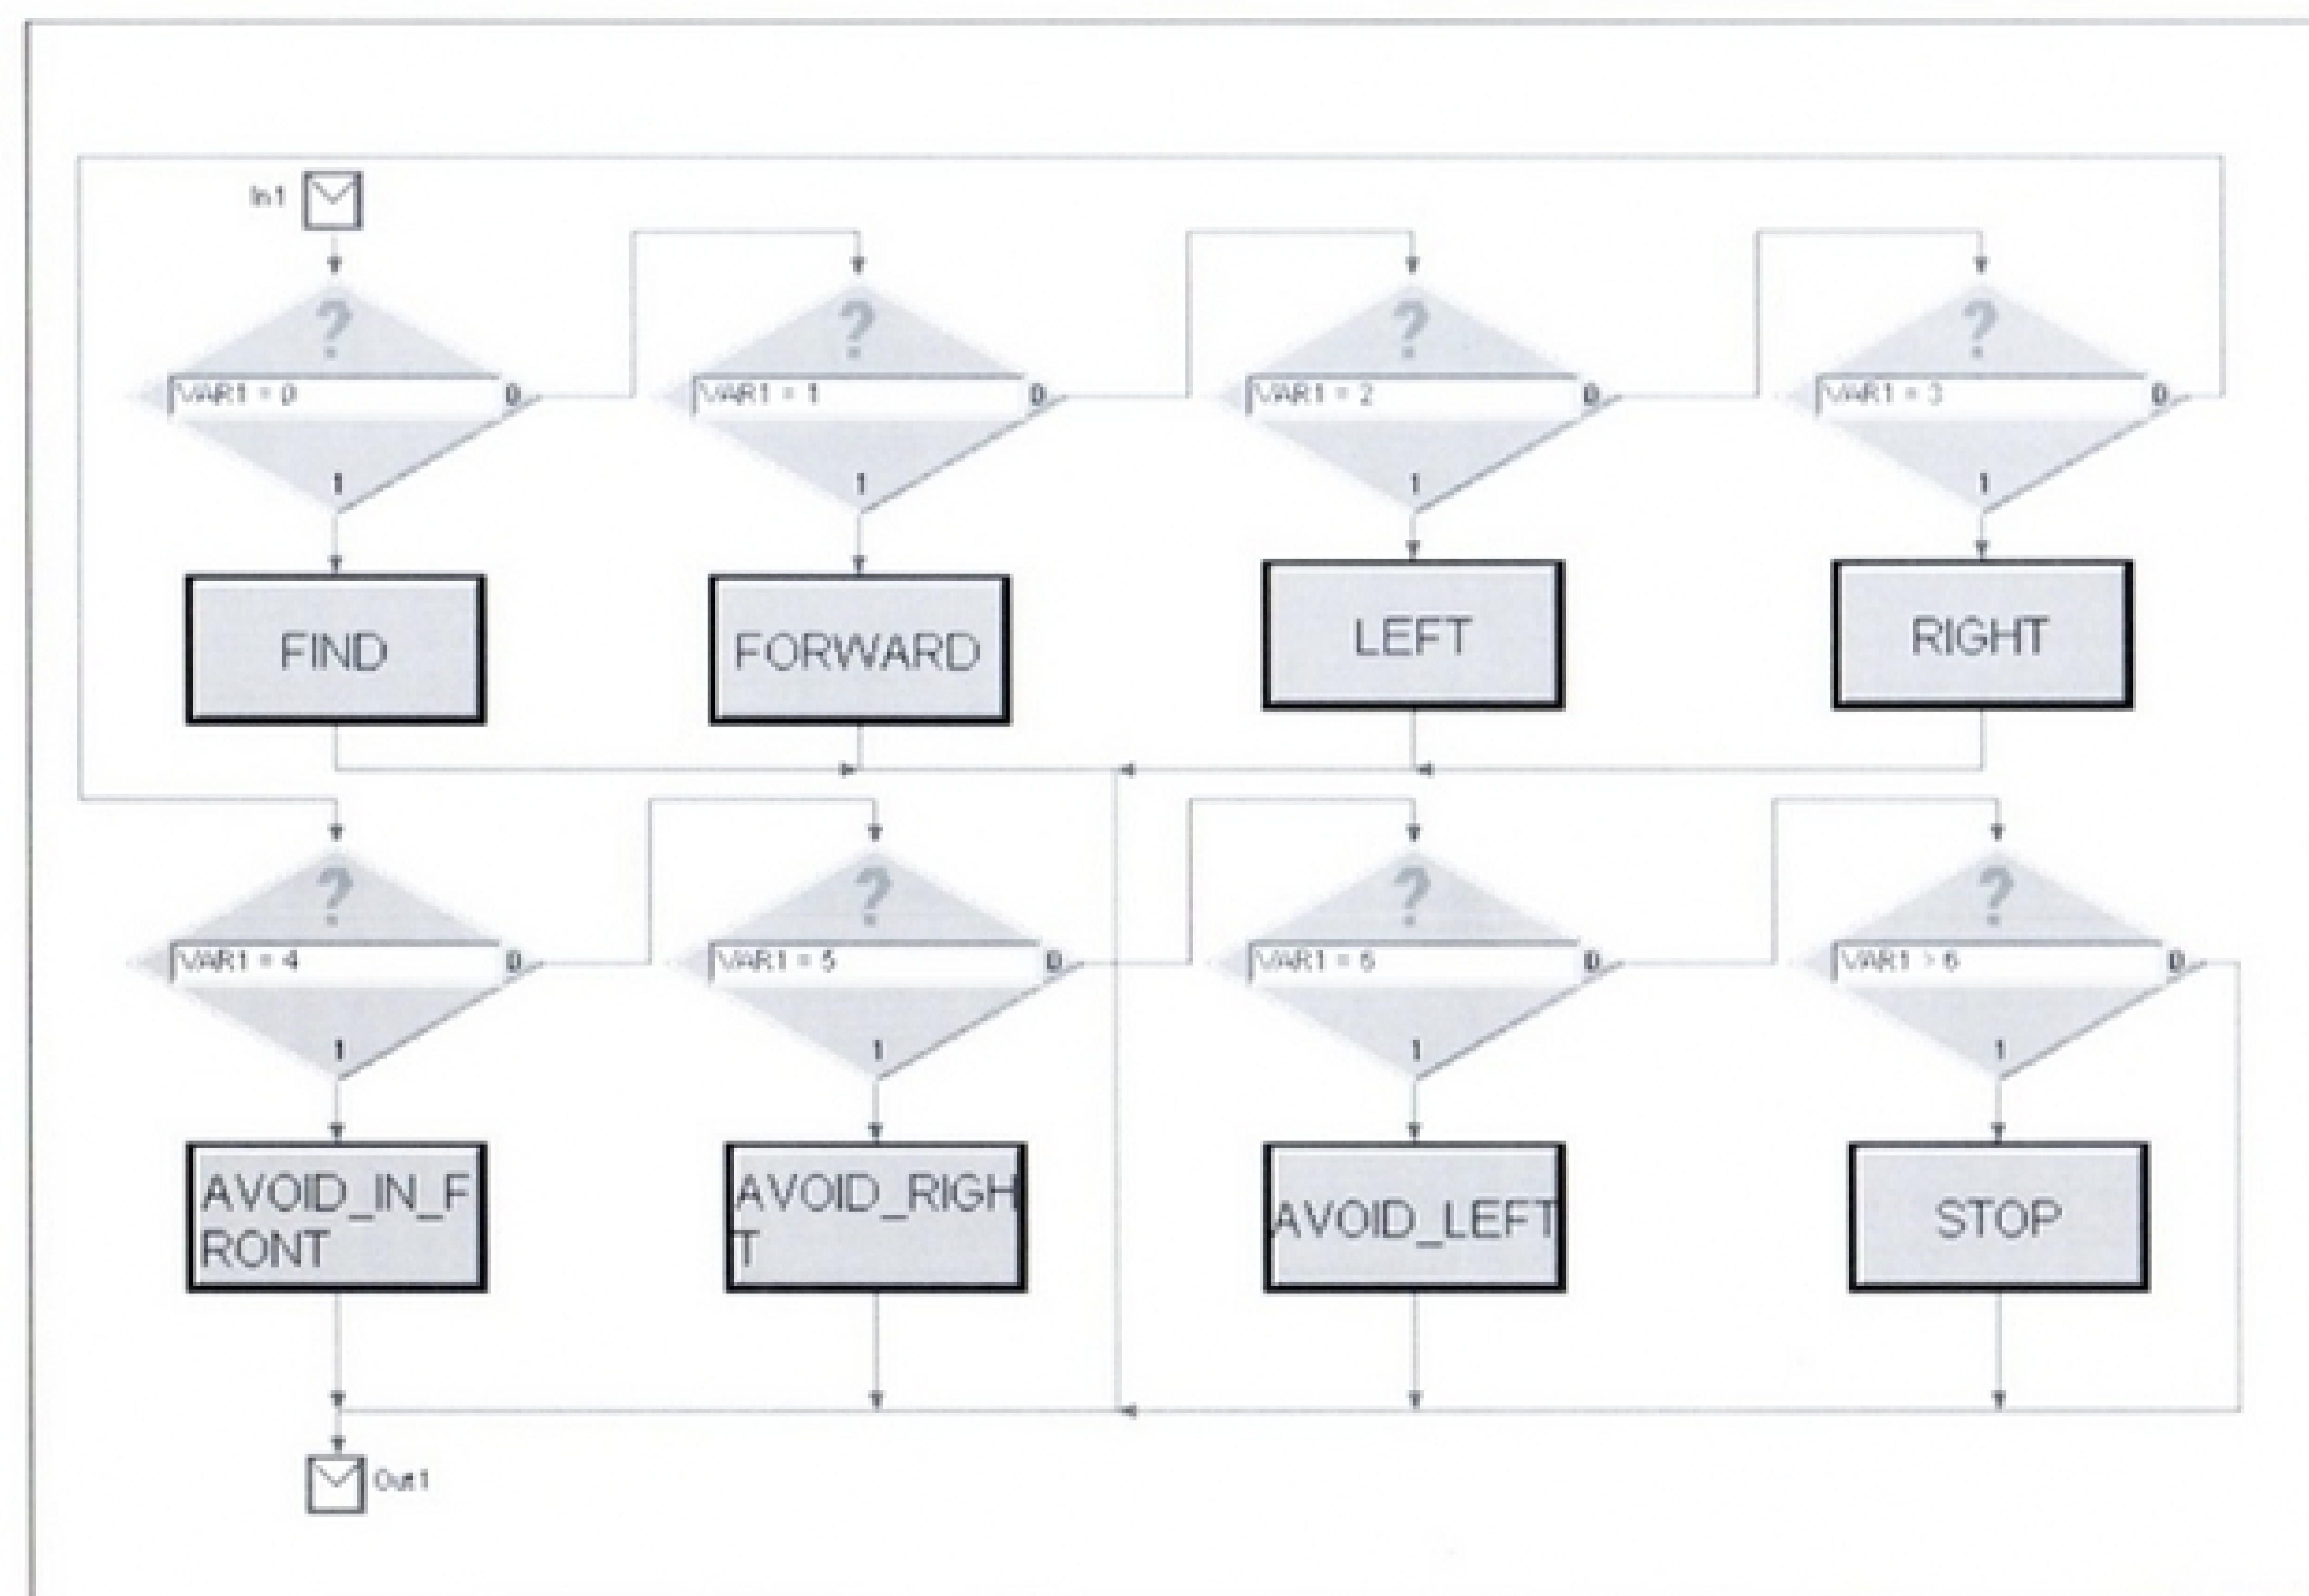 In1
?
?
?
?
VAR1 = 0
0
VAR1 = 1
0
VAR1 = 2
0
VAR1 = 3
0
1
1
1
1
FIND
FORWARD
LEFT
RIGHT
?
?
?
?
VAR1 = 4
0
VAR1 = 5
0
VAR1 = 6
0
VAR1 > 6
0
1
1
1
1
AVOID_IN_F
RONT
AVOID_RIGH
T
AVOID_LEFT
STOP
Out1